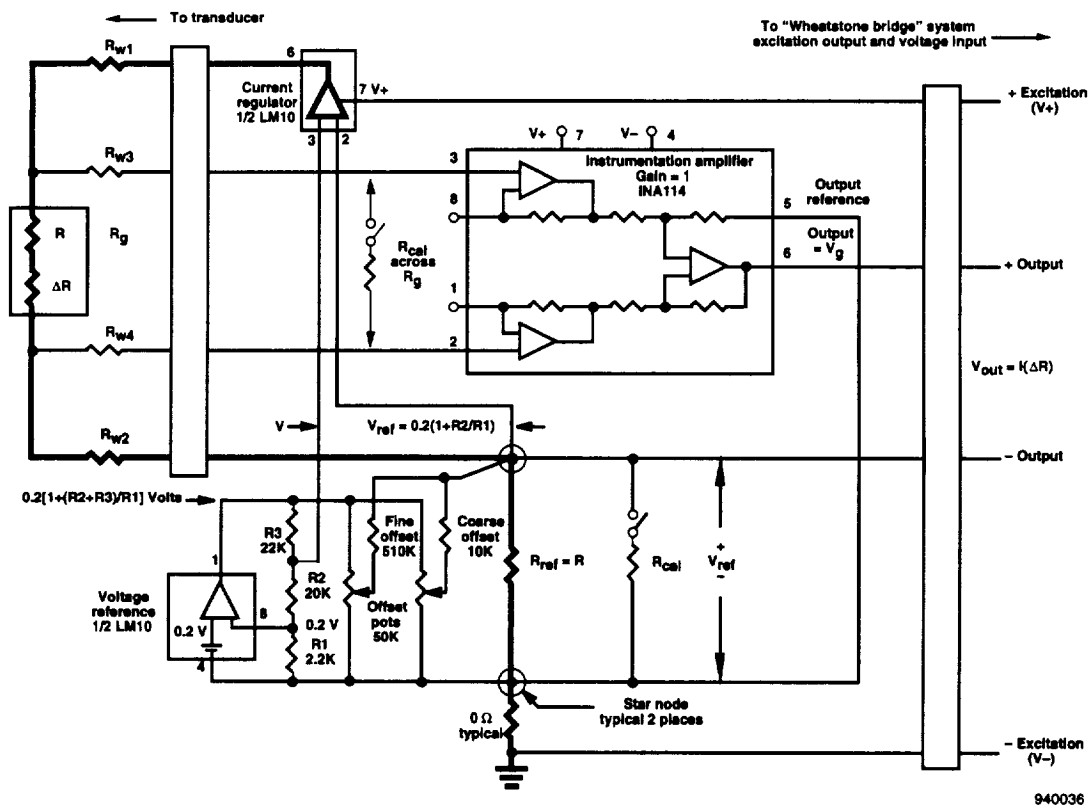 To transducer
To "Wheatstone bridge" system
excitation output and voltage input
Rw1
6
Current
regulator
1/2 LM10
7 V+
3 2
+ Excitation
(V+)
V+ 7
V– 4
Rw3
3
Instrumentation amplifier
Gain = 1
INA114
8
5
Output
reference
R
ΔR
Rg
Rcal
across
Rg
Output
= Vg
6
+ Output
1
Rw4
2
Vout = I(ΔR)
V
Vref = 0.2(1+R2/R1)
Rw2
– Output
0.2[1+(R2+R3)/R1] Volts
R3
22K
Fine
offset
510K
Coarse
offset
10K
Rref = R
Rcal
+
Vref
–
1
Voltage
reference
1/2 LM10
8
0.2 V
4
R2
20K
0.2 V
R1
2.2K
Offset
pots
50K
Star node
typical 2 places
0 Ω
typical
– Excitation
(V–)
940036